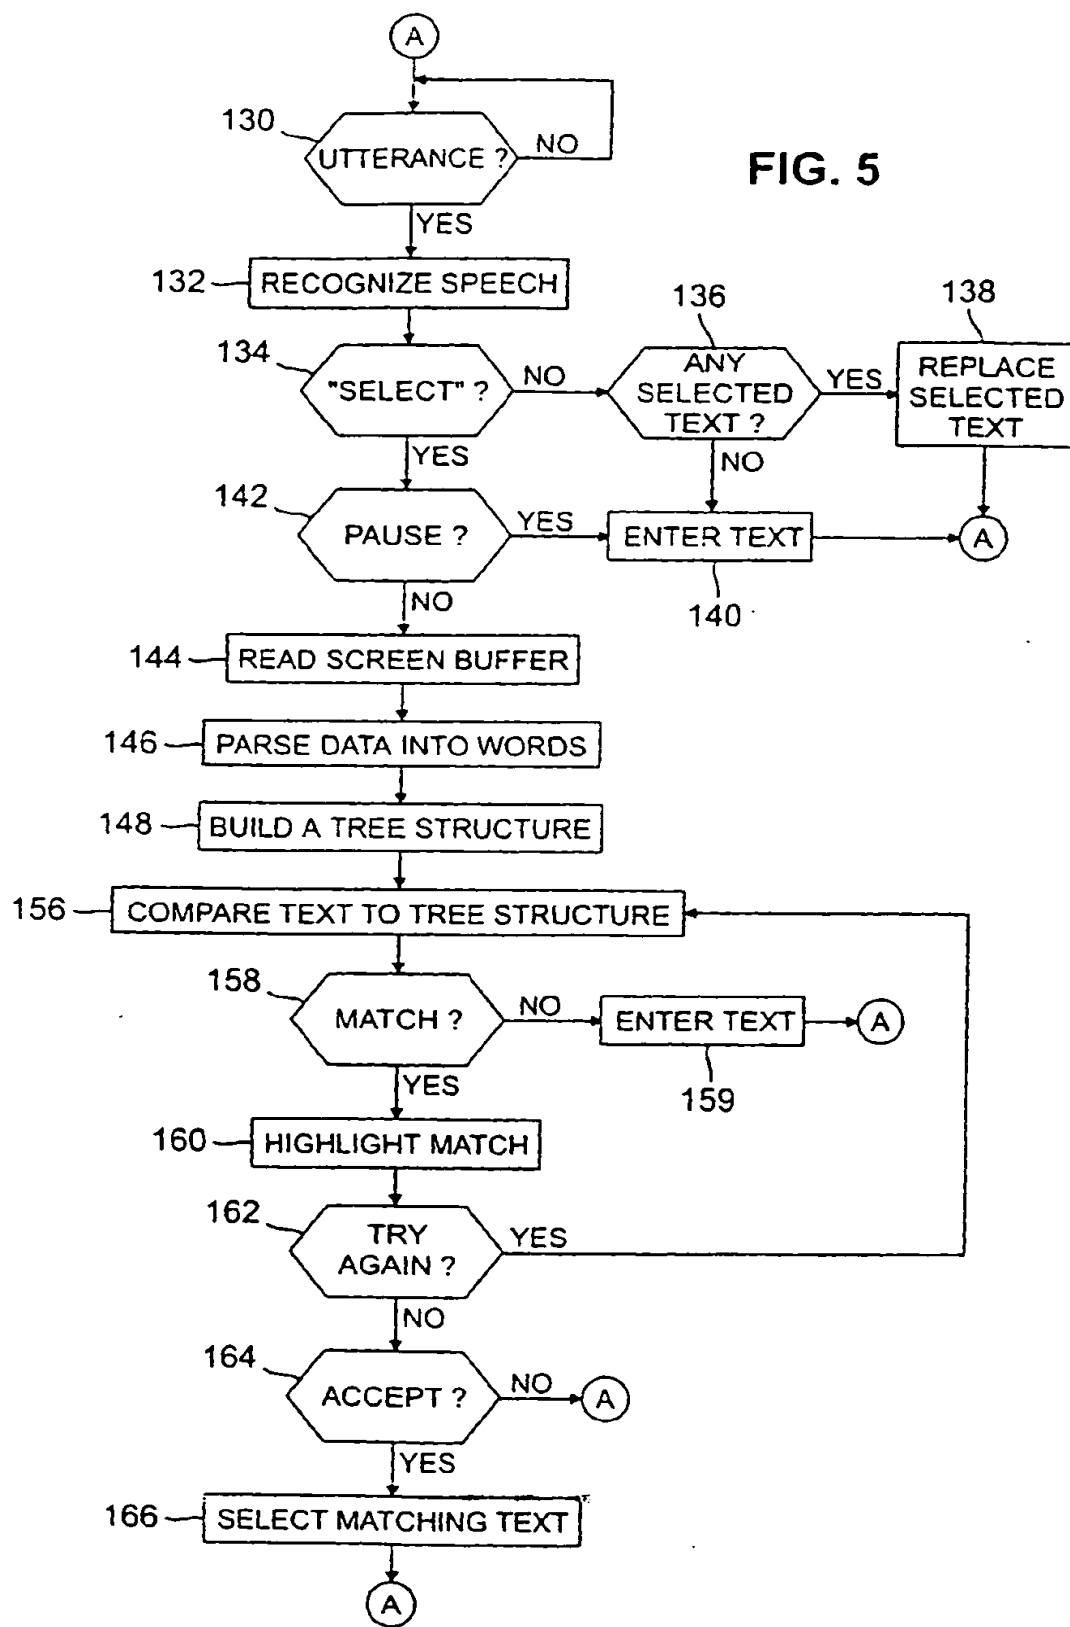 A
130
UTTERANCE ?
NO
FIG. 5
YES
132
RECOGNIZE SPEECH
136
138
134
"SELECT" ?
NO
ANY
SELECTED
TEXT ?
YES
REPLACE
SELECTED
TEXT
YES
NO
142
PAUSE ?
YES
ENTER TEXT
A
140
NO
144
READ SCREEN BUFFER
146
PARSE DATA INTO WORDS
148
BUILD A TREE STRUCTURE
156
COMPARE TEXT TO TREE STRUCTURE
158
MATCH ?
NO
ENTER TEXT
A
159
YES
160
HIGHLIGHT MATCH
162
TRY
AGAIN ?
YES
NO
164
ACCEPT ?
NO
A
YES
166
SELECT MATCHING TEXT
A